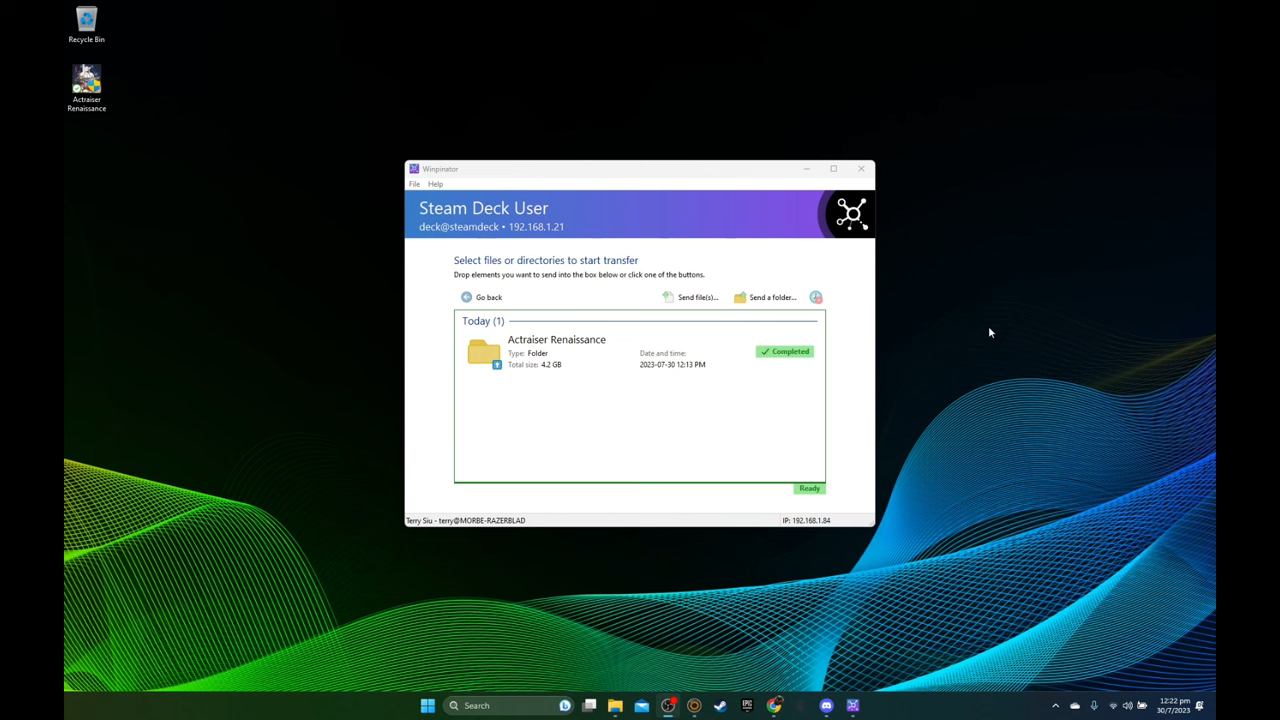 Recycle Bin
Actraiser
Renaissance
Winpinator
File Help
Steam Deck User
deck@steamdeck • 192.168.1.21
Select files or directories to start transfer
Drop elements you want to send into the box below or click one of the buttons.
Go back Send file(s)... Send a folder...
Today (1)
Actraiser Renaissance
Type: Folder Date and time: Completed
Total size: 4.2 GB 2023-07-30 12:13 PM
Ready
Terry Siu - terry@MORBE-RAZERBLAD IP: 192.168.1.84
Search EPIC 12:22 pm
30/7/2023